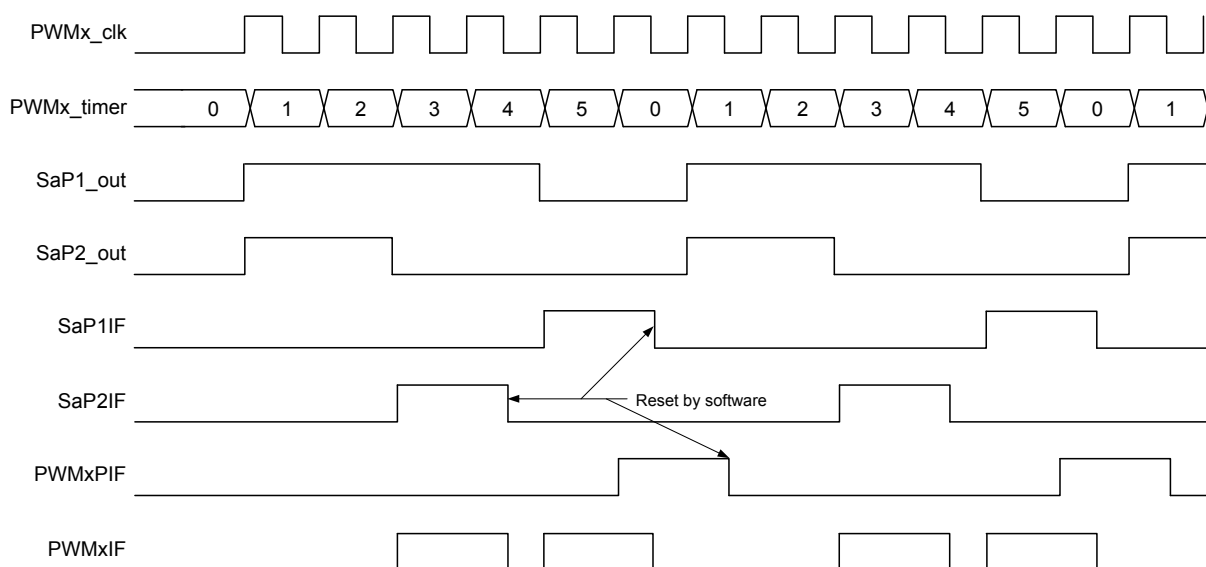 PWMx_clk
PWMx_timer 0 1 2 3 4 5 0 1 2 3 4 5 0 1
SaP1_out
SaP2_out
SaP1IF
SaP2IF Reset by software
PWMxPIF
PWMxIF